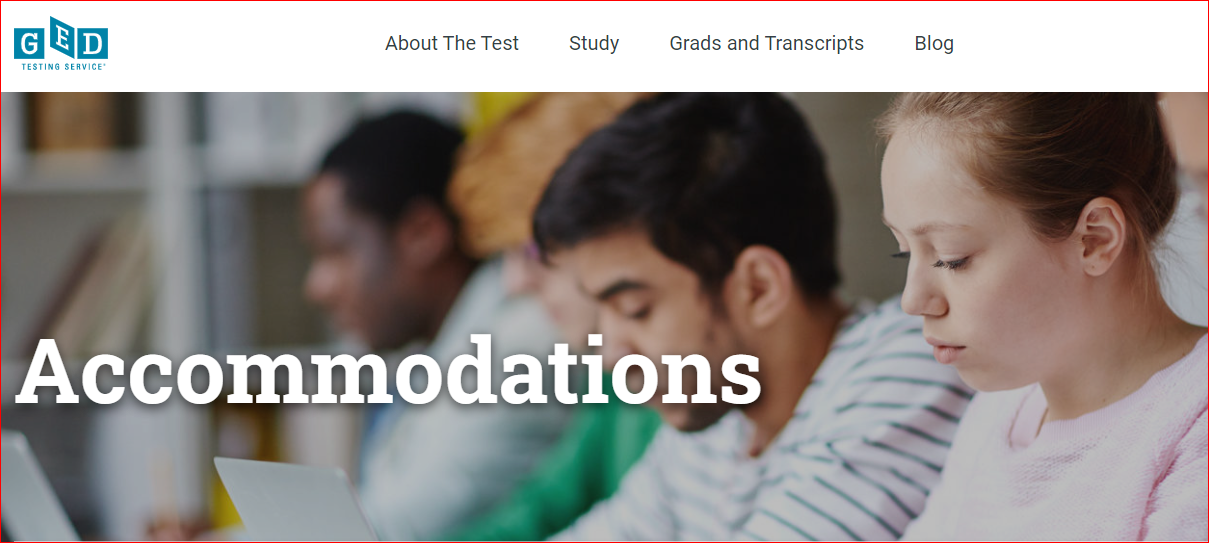 GED
TESTING SERVICE
About The Test Study Grads and Transcripts Blog
Accommodations